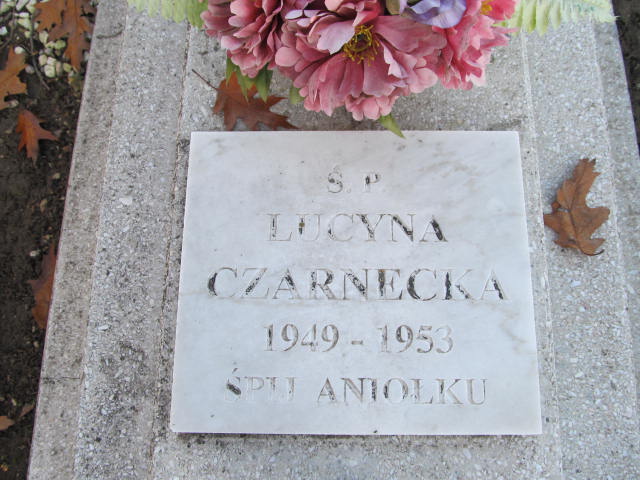 Ś. P.
LUCYNA
CZARNECKA
1949 - 1953
ŚPIJ ANIOŁKU